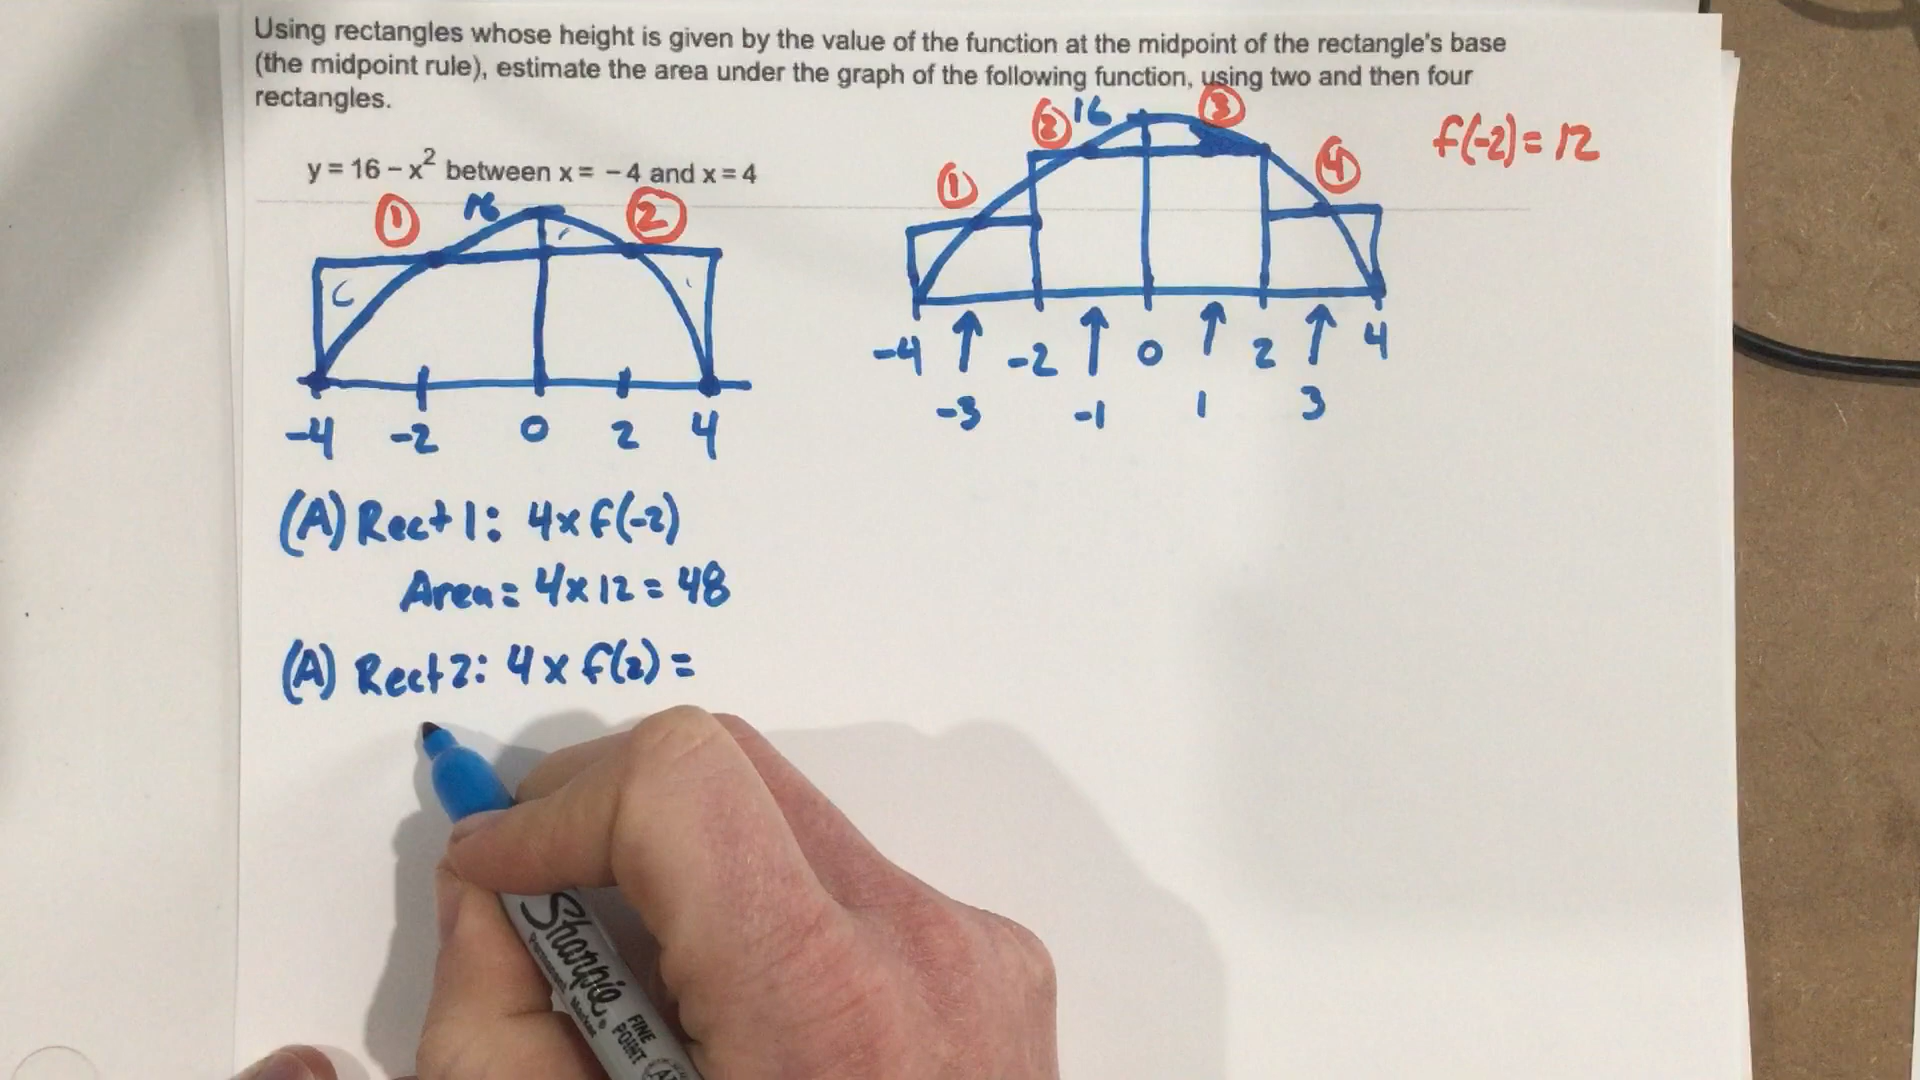 Using rectangles whose height is given by the value of the function at the midpoint of the rectangle's base
(the midpoint rule), estimate the area under the graph of the following function, using two and then four
rectangles.
y = 16 – x² between x = – 4 and x = 4
① 16 ②
-4 -2 0 2 4
② 16 ③
① ④
-4 -2 0 2 4
-3 -1 1 3
f(-2) = 12
(A) Rect 1: 4 x f(-2)
Area = 4 x 12 = 48
(A) Rect 2: 4 x f(2) =
Sharpie
Permanent Marker
FINE
POINT